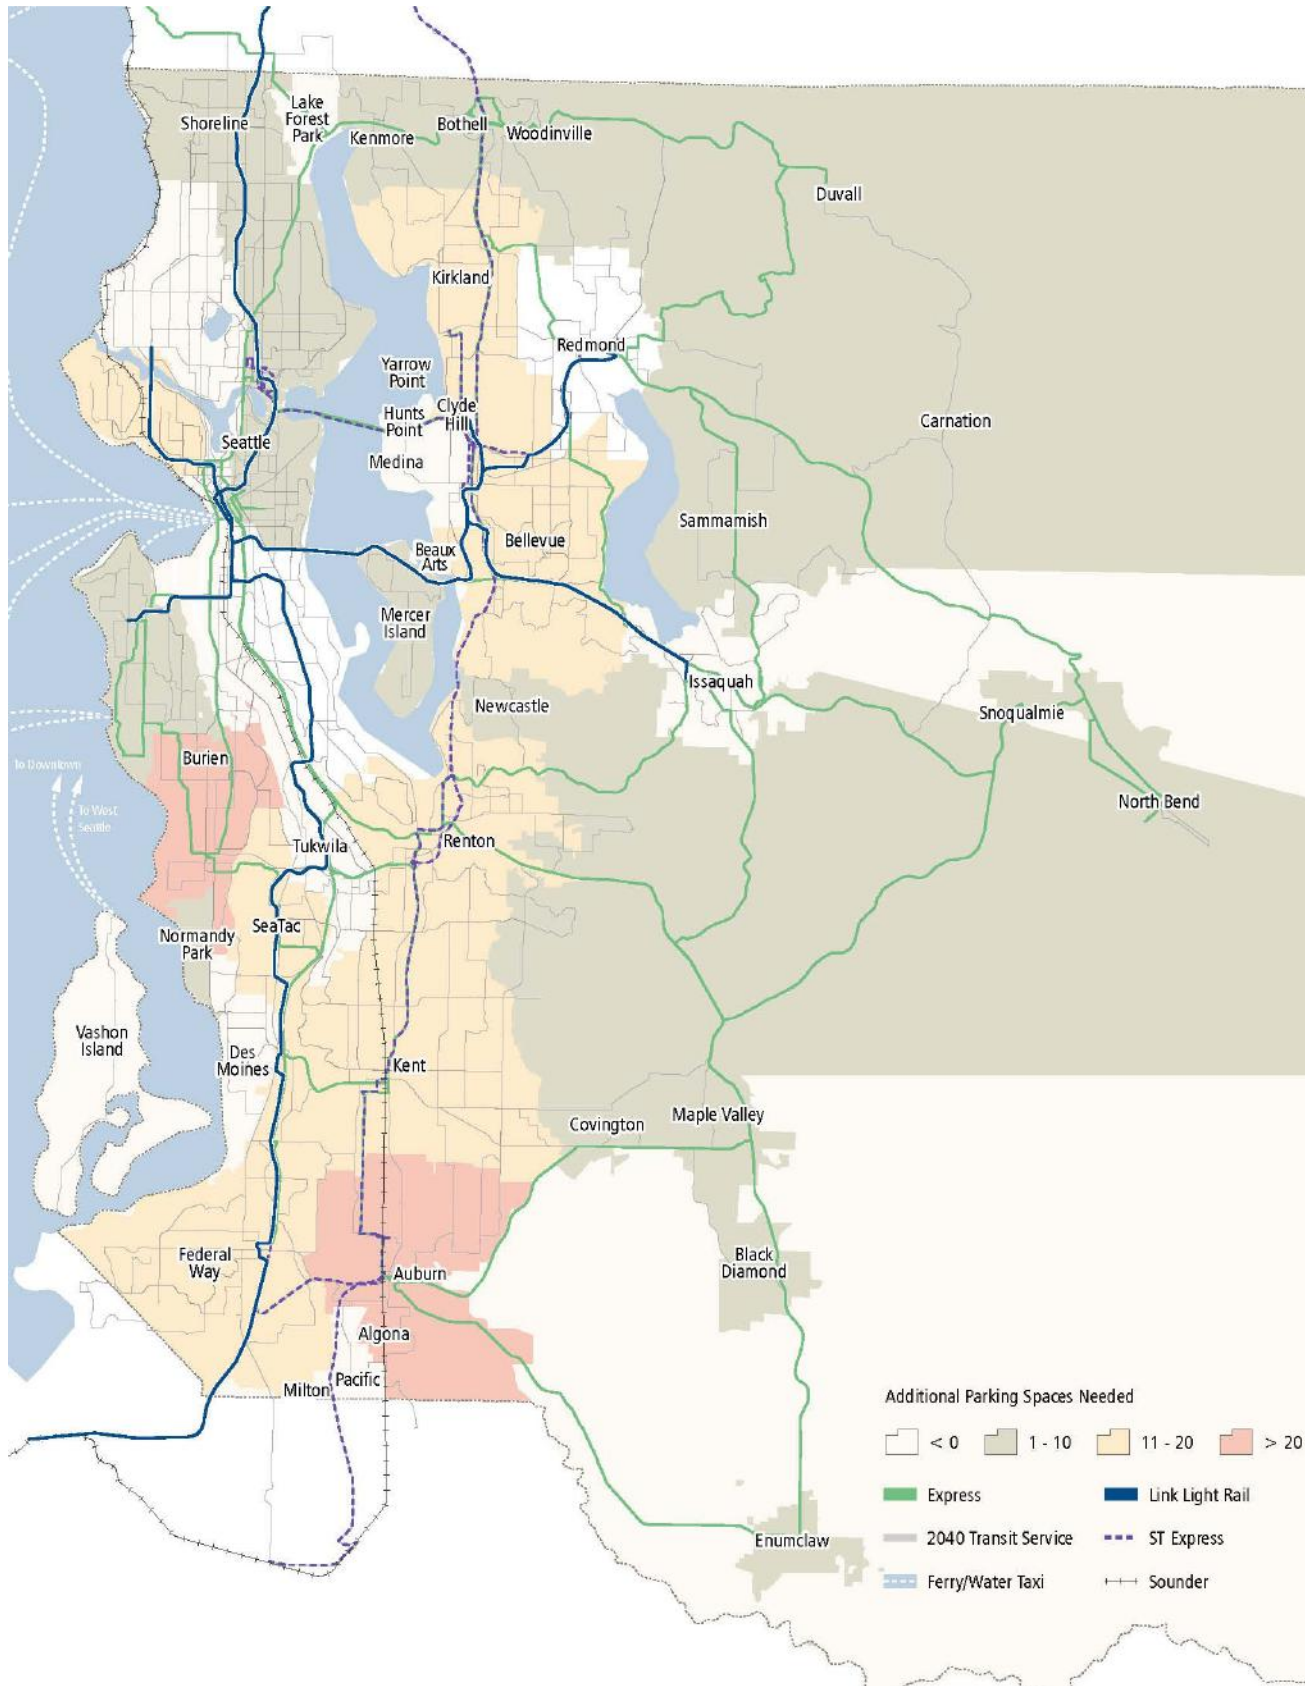 Shoreline
Lake
Forest
Park
Kenmore
Bothell
Woodinville
Duvall
Kirkland
Redmond
Yarrow
Point
Hunts
Point
Clyde
Hill
Carnation
Seattle
Medina
Sammamish
Bellevue
Beaux
Arts
Mercer
Island
Issaquah
Newcastle
Snoqualmie
Burien
To Downtown
To West
Seattle
North Bend
Tukwila
Renton
SeaTac
Normandy
Park
Vashon
Island
Des
Moines
Kent
Covington
Maple Valley
Federal
Way
Auburn
Black
Diamond
Algona
Milton
Pacific
Enumclaw
Additional Parking Spaces Needed
< 0
1 - 10
11 - 20
> 20
Express
Link Light Rail
2040 Transit Service
ST Express
Ferry/Water Taxi
Sounder